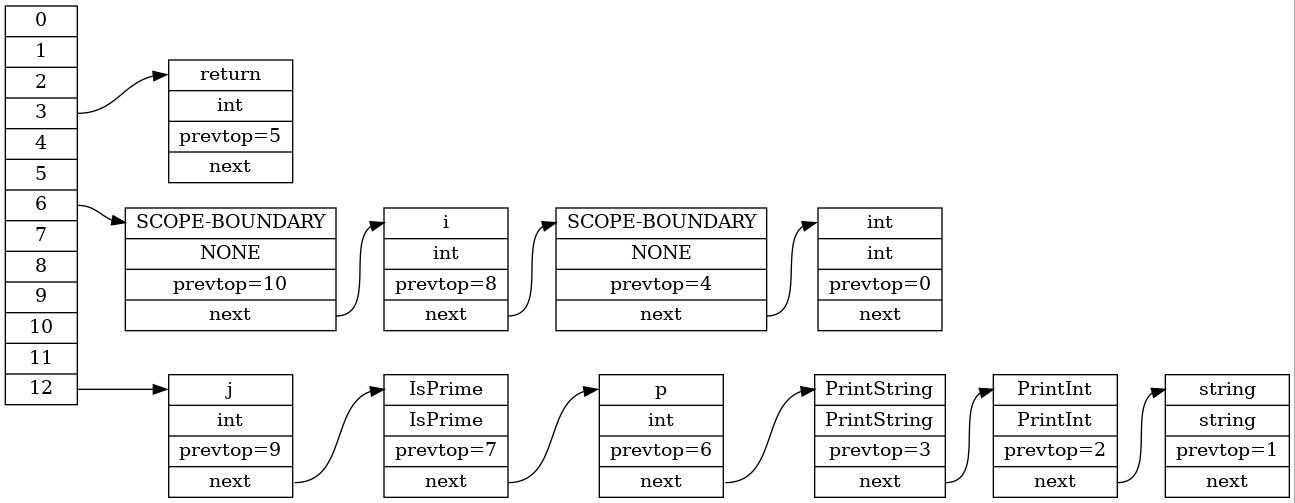 0
1
2
3
4
5
6
7
8
9
10
11
12
return
int
prevtop=5
next
SCOPE-BOUNDARY
NONE
prevtop=10
next
i
int
prevtop=8
next
SCOPE-BOUNDARY
NONE
prevtop=4
next
int
int
prevtop=0
next
j
int
prevtop=9
next
IsPrime
IsPrime
prevtop=7
next
p
int
prevtop=6
next
PrintString
PrintString
prevtop=3
next
PrintInt
PrintInt
prevtop=2
next
string
string
prevtop=1
next